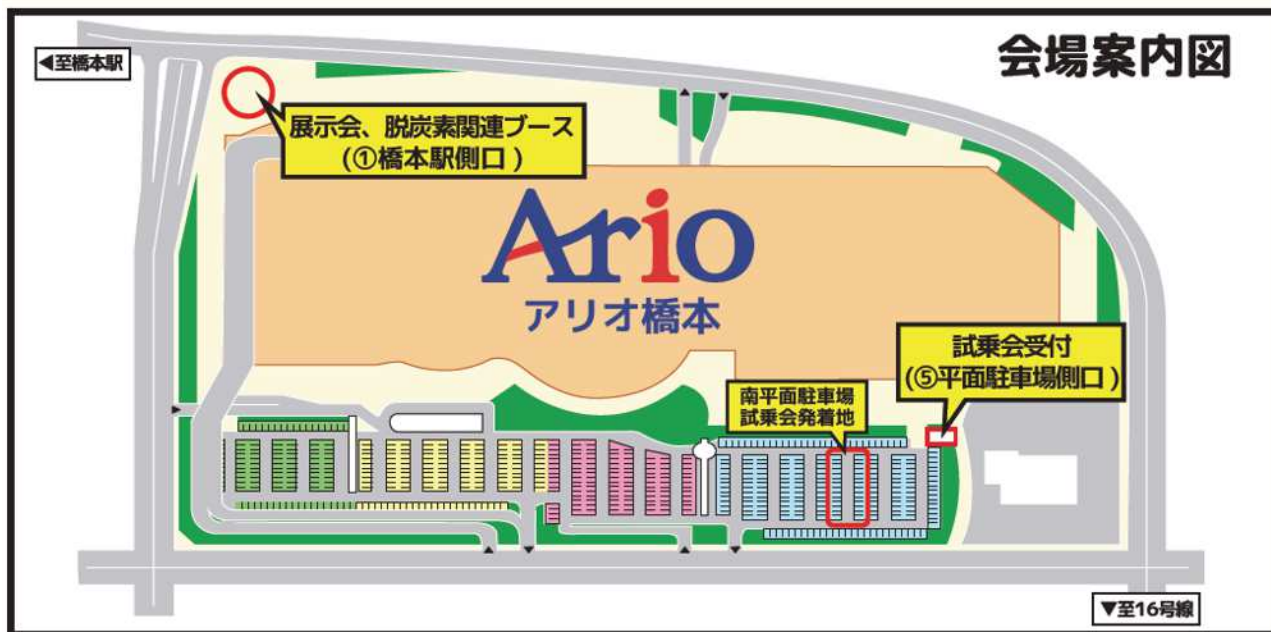 会場案内図
◀至橋本駅
展示会、脱炭素関連ブース
(①橋本駅側口)
Ario
アリオ橋本
試乗会受付
(⑤平面駐車場側口)
南平面駐車場
試乗会発着地
▼至16号線